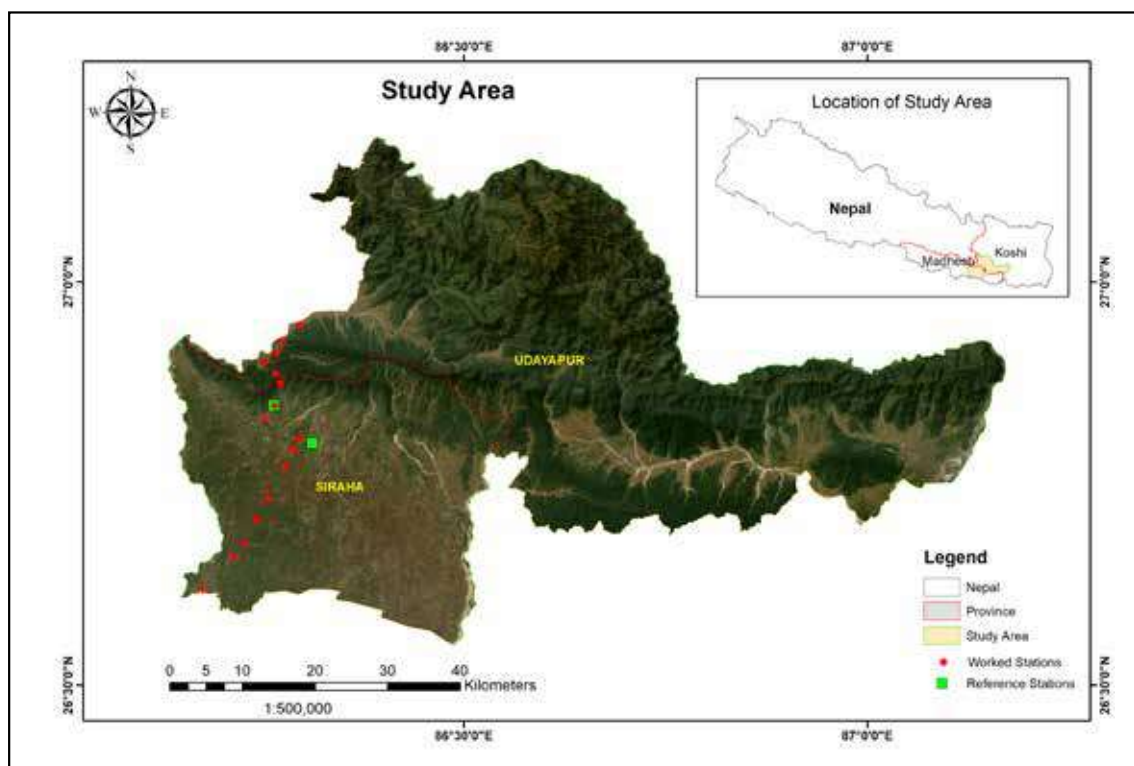 86°30'0"E
87°0'0"E
Study Area
N
W
E
S
Location of Study Area
Nepal
Koshi
Madhesh
27°0'0"N
27°0'0"N
UDAYAPUR
SIRAHA
Legend
Nepal
Province
Study Area
Worked Stations
Reference Stations
0 5 10 20 30 40
Kilometers
1:500,000
26°30'0"N
26°30'0"N
86°30'0"E
87°0'0"E